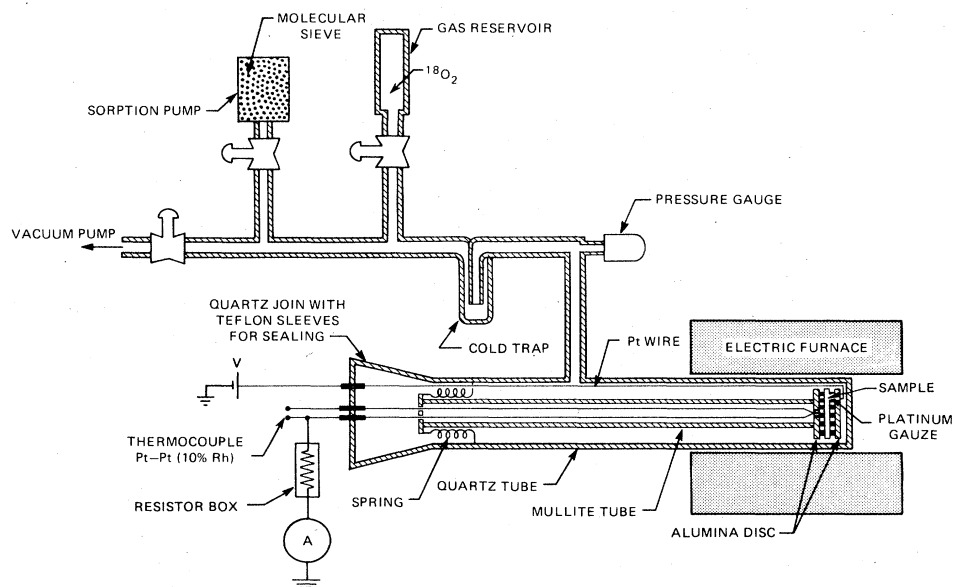 MOLECULAR
SIEVE
GAS RESERVOIR
18O2
SORPTION PUMP
PRESSURE GAUGE
VACUUM PUMP
QUARTZ JOIN WITH
TEFLON SLEEVES
FOR SEALING
COLD TRAP
Pt WIRE
ELECTRIC FURNACE
V
SAMPLE
PLATINUM
GAUZE
THERMOCOUPLE
Pt–Pt (10% Rh)
RESISTOR BOX
SPRING
QUARTZ TUBE
MULLITE TUBE
ALUMINA DISC
A